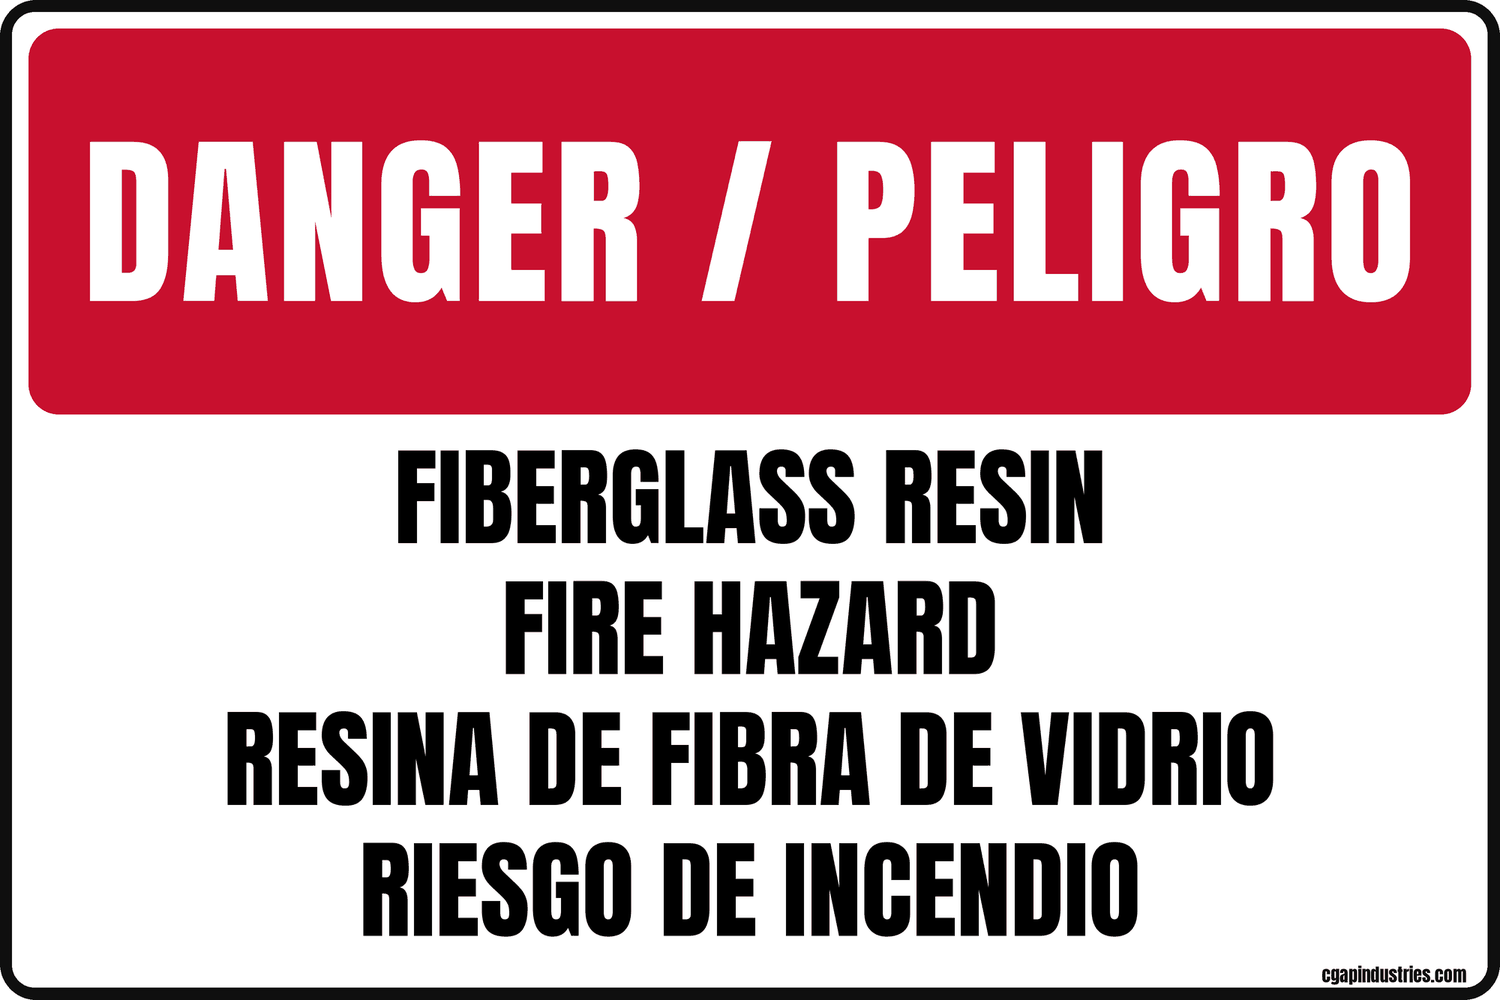 DANGER / PELIGRO
FIBERGLASS RESIN
FIRE HAZARD
RESINA DE FIBRA DE VIDRIO
RIESGO DE INCENDIO
cgapindustries.com